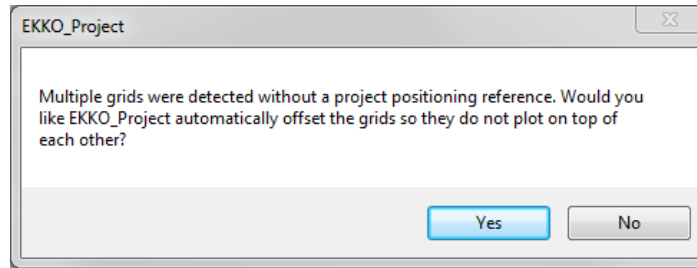 EKKO_Project
Multiple grids were detected without a project positioning reference. Would you
like EKKO_Project automatically offset the grids so they do not plot on top of
each other?
Yes
No